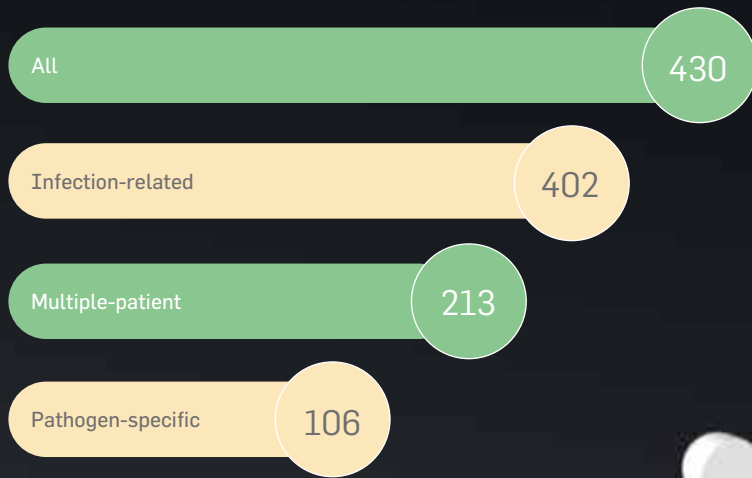 All
430
Infection-related
402
Multiple-patient
213
Pathogen-specific
106